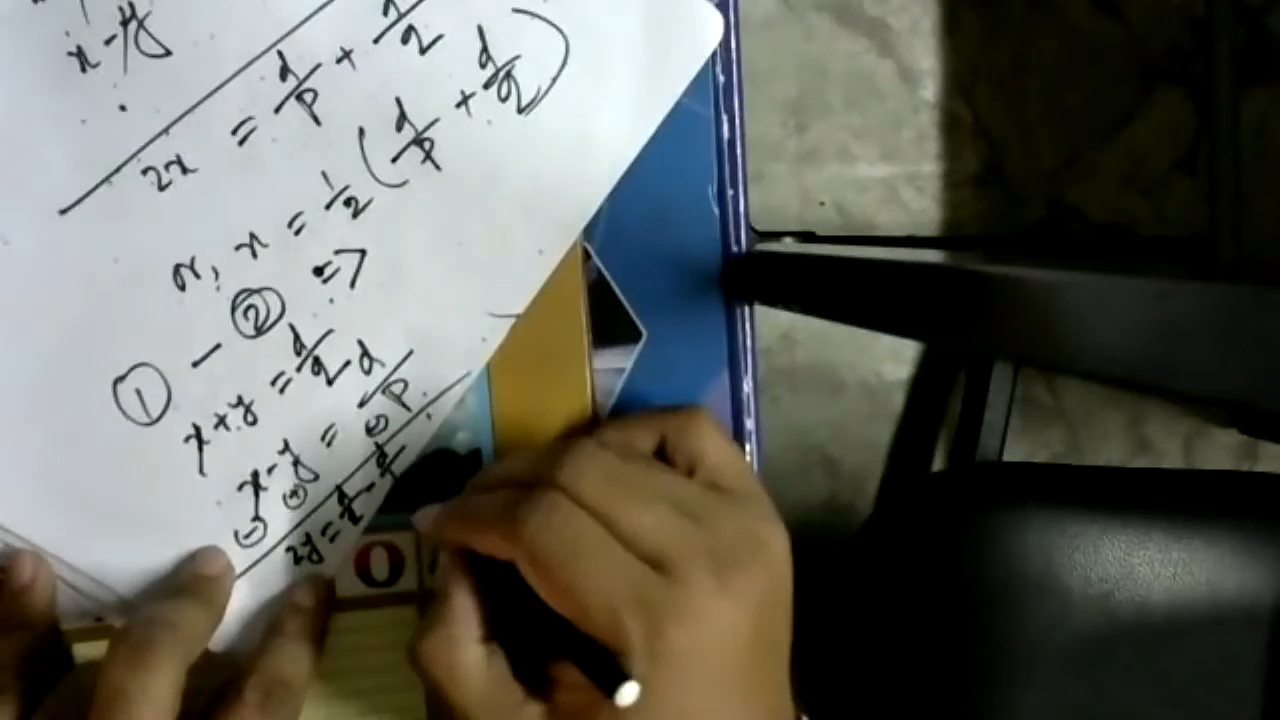 x - y
2x = d/p + d/q
or, x = 1/2 (d/p + d/q)
① - ② =>
x + y = d/q
x - y = d/p
(-) (+) (-)
2y = d/q - d/p
O